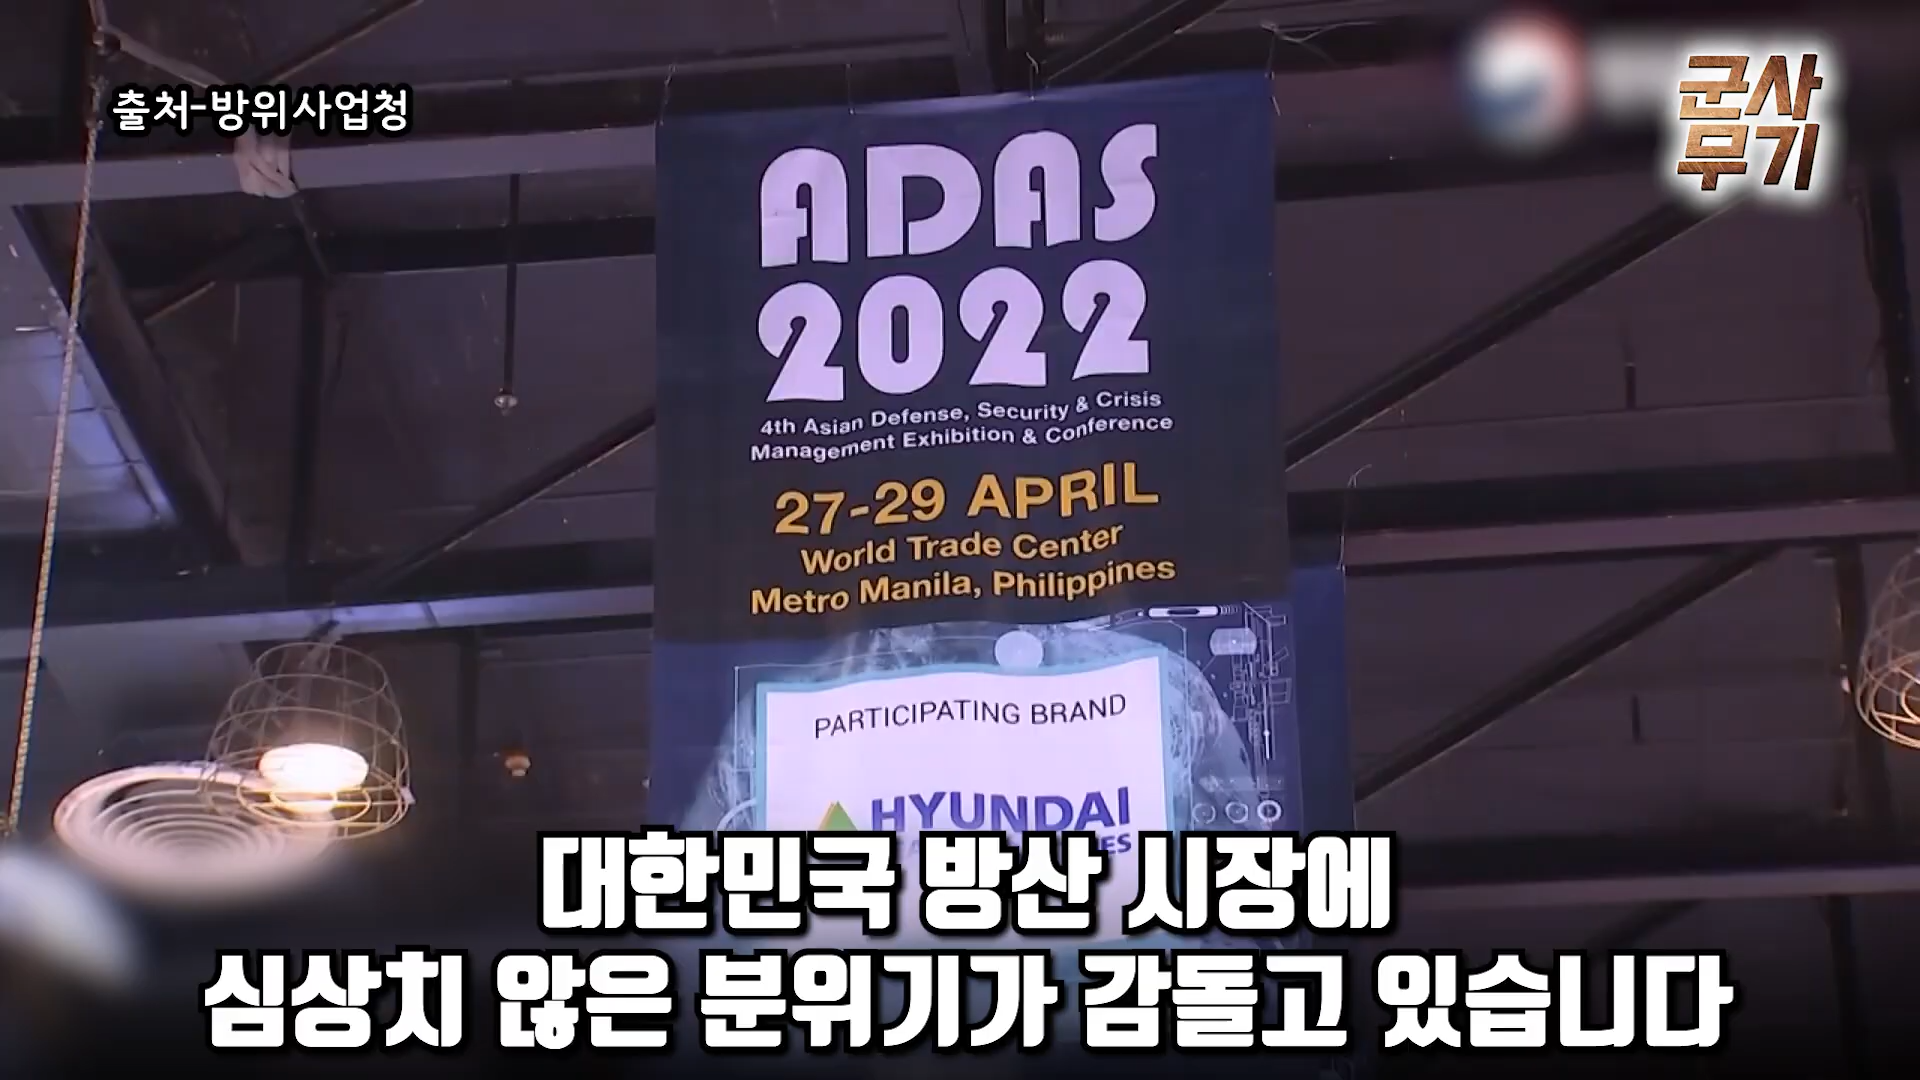 출처-방위사업청
군사
무기
ADAS
2022
4th Asian Defense, Security & Crisis
Management Exhibition & Conference
27-29 APRIL
World Trade Center
Metro Manila, Philippines
PARTICIPATING BRAND
HYUNDAI
대한민국 방산 시장에
심상치 않은 분위기가 감돌고 있습니다